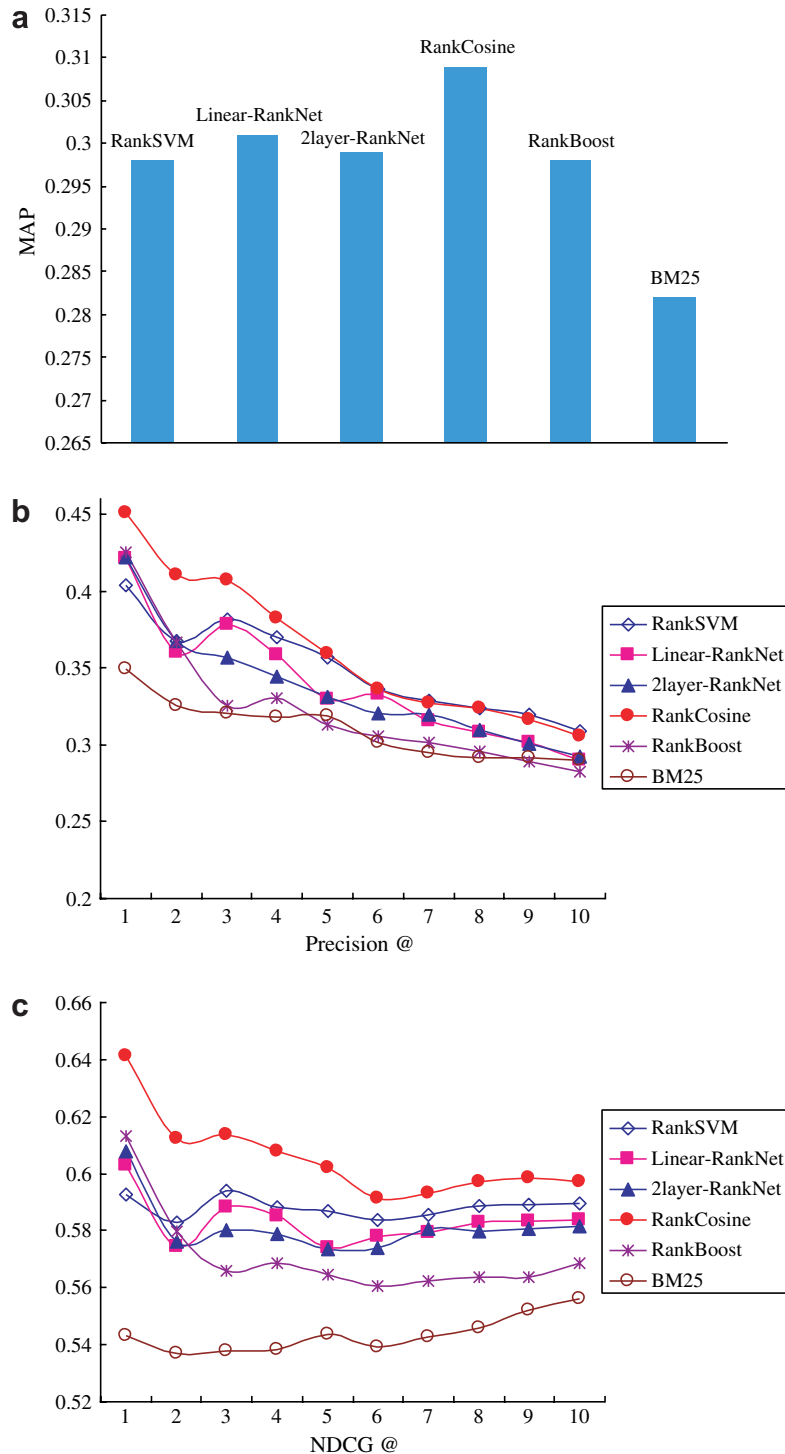 a
0.315
0.31
0.305
0.3
0.295
0.29
0.285
0.28
0.275
0.27
0.265
MAP
RankSVM
Linear-RankNet
2layer-RankNet
RankCosine
RankBoost
BM25
b
0.45
0.4
0.35
0.3
0.25
0.2
1 2 3 4 5 6 7 8 9 10
Precision @
RankSVM
Linear-RankNet
2layer-RankNet
RankCosine
RankBoost
BM25
c
0.66
0.64
0.62
0.6
0.58
0.56
0.54
0.52
1 2 3 4 5 6 7 8 9 10
NDCG @
RankSVM
Linear-RankNet
2layer-RankNet
RankCosine
RankBoost
BM25